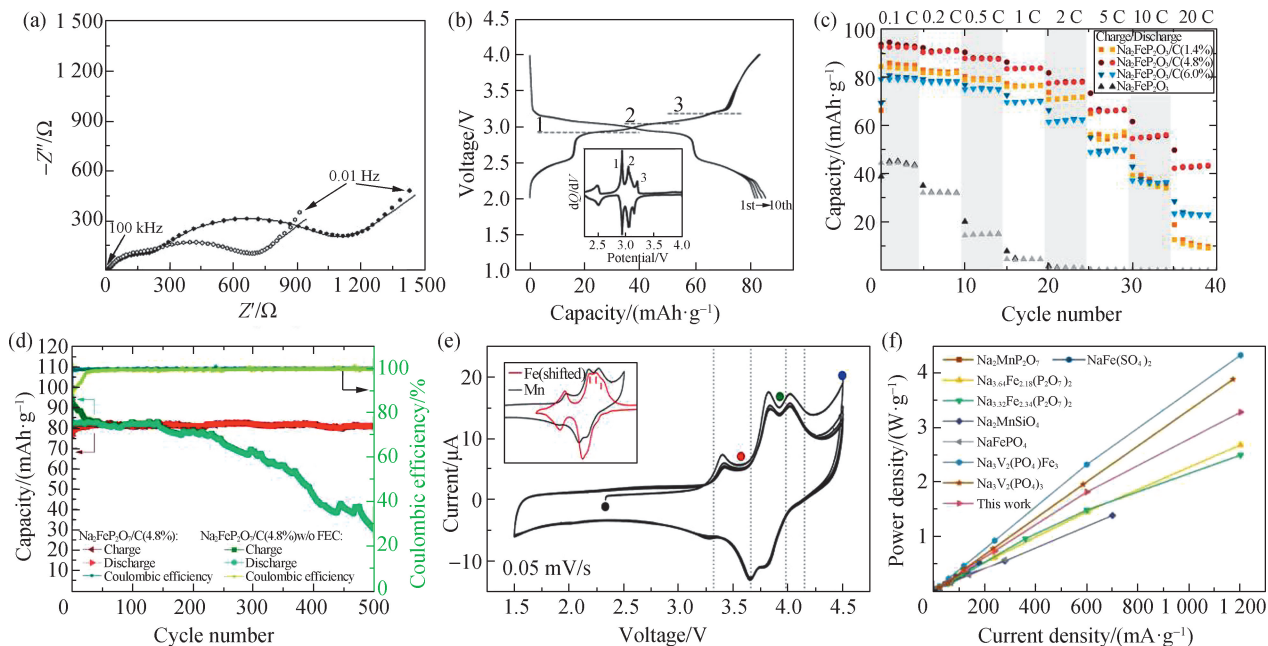 (a)
1 500
1 200
900
600
300
−Z″/Ω
100 kHz
0.01 Hz
0 300 600 900 1 200 1 500
Z′/Ω
(b)
4.5
4.0
3.5
3.0
2.5
2.0
1.5
1.0
Voltage/V
1
2
3
1
2
3
dQ/dV
2.5 3.0 3.5 4.0
Potential/V
1st→10th
0 20 40 60 80
Capacity/(mAh·g⁻¹)
(c)
0.1 C 0.2 C 0.5 C 1 C 2 C 5 C 10 C 20 C
100
80
60
40
20
0
Capacity/(mAh·g⁻¹)
Charge/Discharge
Na₂FeP₂O₃/C(1.4%)
Na₂FeP₂O₃/C(4.8%)
Na₂FeP₂O₃/C(6.0%)
Na₂FeP₂O₃
0 10 20 30 40
Cycle number
(d)
120
110
100
90
80
70
60
50
40
30
20
10
0
Capacity/(mAh·g⁻¹)
100
80
60
40
20
0
Coulombic efficiency/%
Na₂FeP₂O₇/C(4.8%):
Charge
Discharge
Coulombic efficiency
Na₂FeP₂O₇/C(4.8%)w/o FEC:
Charge
Discharge
Coulombic efficiency
0 100 200 300 400 500
Cycle number
(e)
20
10
0
−10
Current/μA
Fe(shifted)
Mn
0.05 mV/s
1.5 2.0 2.5 3.0 3.5 4.0 4.5
Voltage/V
(f)
4
3
2
1
0
Power density/(W·g⁻¹)
Na₂MnP₂O₇
NaFe(SO₄)₂
Na₃.₆₄Fe₂.₁₈(P₂O₇)₂
Na₃.₃₂Fe₂.₃₄(P₂O₇)₂
Na₂MnSiO₄
NaFePO₄
Na₃V₂(PO₄)Fe₃
Na₃V₂(PO₄)₃
This work
0 200 400 600 800 1 000 1 200
Current density/(mA·g⁻¹)